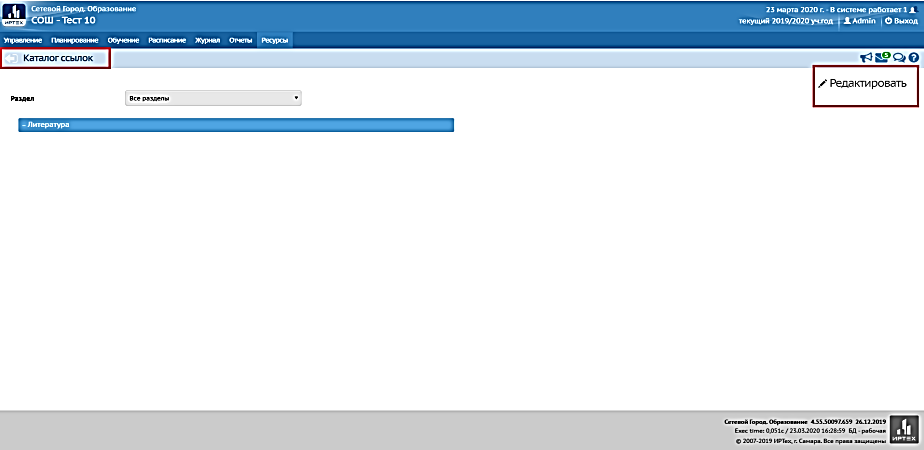 Сетевой Город. Образование
СОШ - Тест 10
ИРТЕХ
23 марта 2020 г. - В системе работает 1
текущий 2019/2020 уч.год | Admin | Выход
Управление Планирование Обучение Расписание Журнал Отчеты Ресурсы
Каталог ссылок
5
Редактировать
Раздел Все разделы
- Литература
Сетевой Город. Образование 4.55.50097.659 26.12.2019
Exec time: 0,051с / 23.03.2020 16:28:59 БД - рабочая
© 2007-2019 ИРТех, г. Самара. Все права защищены
ИРТЕХ